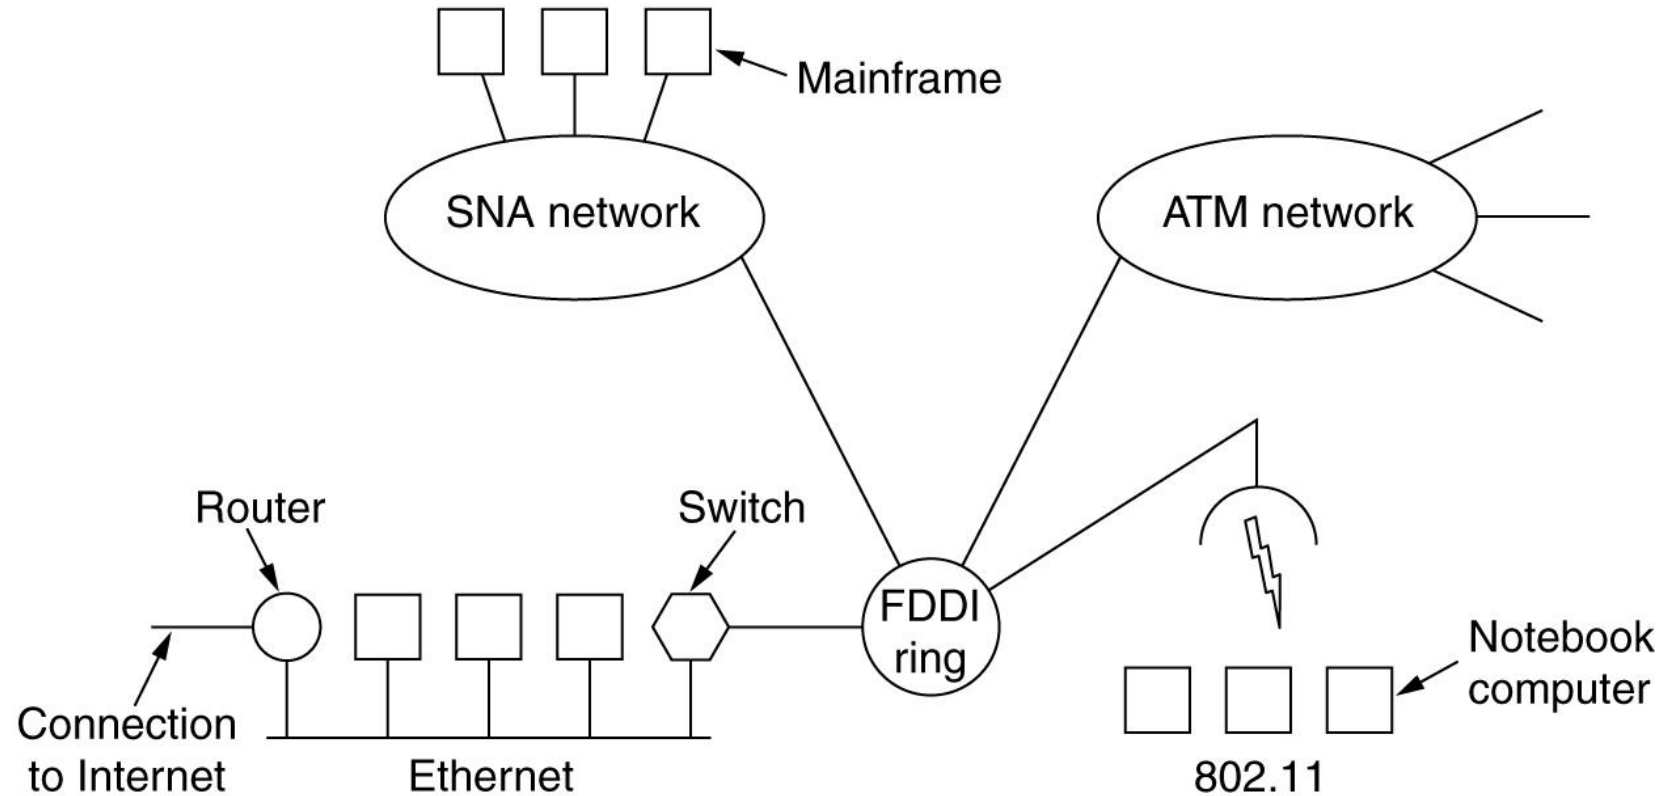 Mainframe
SNA network
ATM network
Router
Switch
FDDI
ring
Notebook
computer
Connection
to Internet
Ethernet
802.11